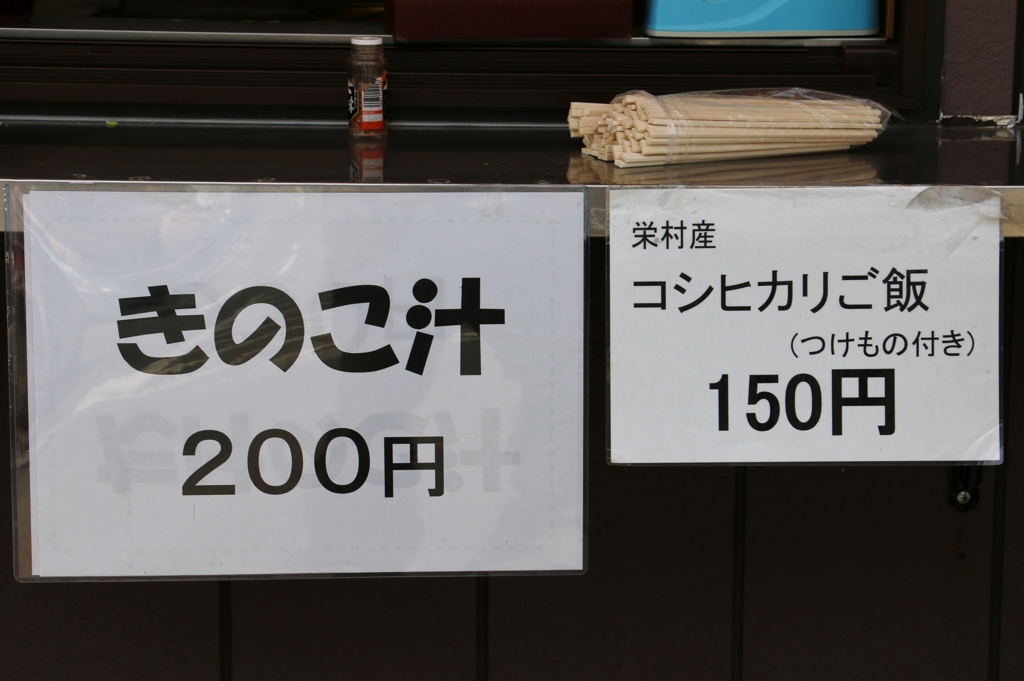 きのこ汁
200円
栄村産
コシヒカリご飯
（つけもの付き）
150円